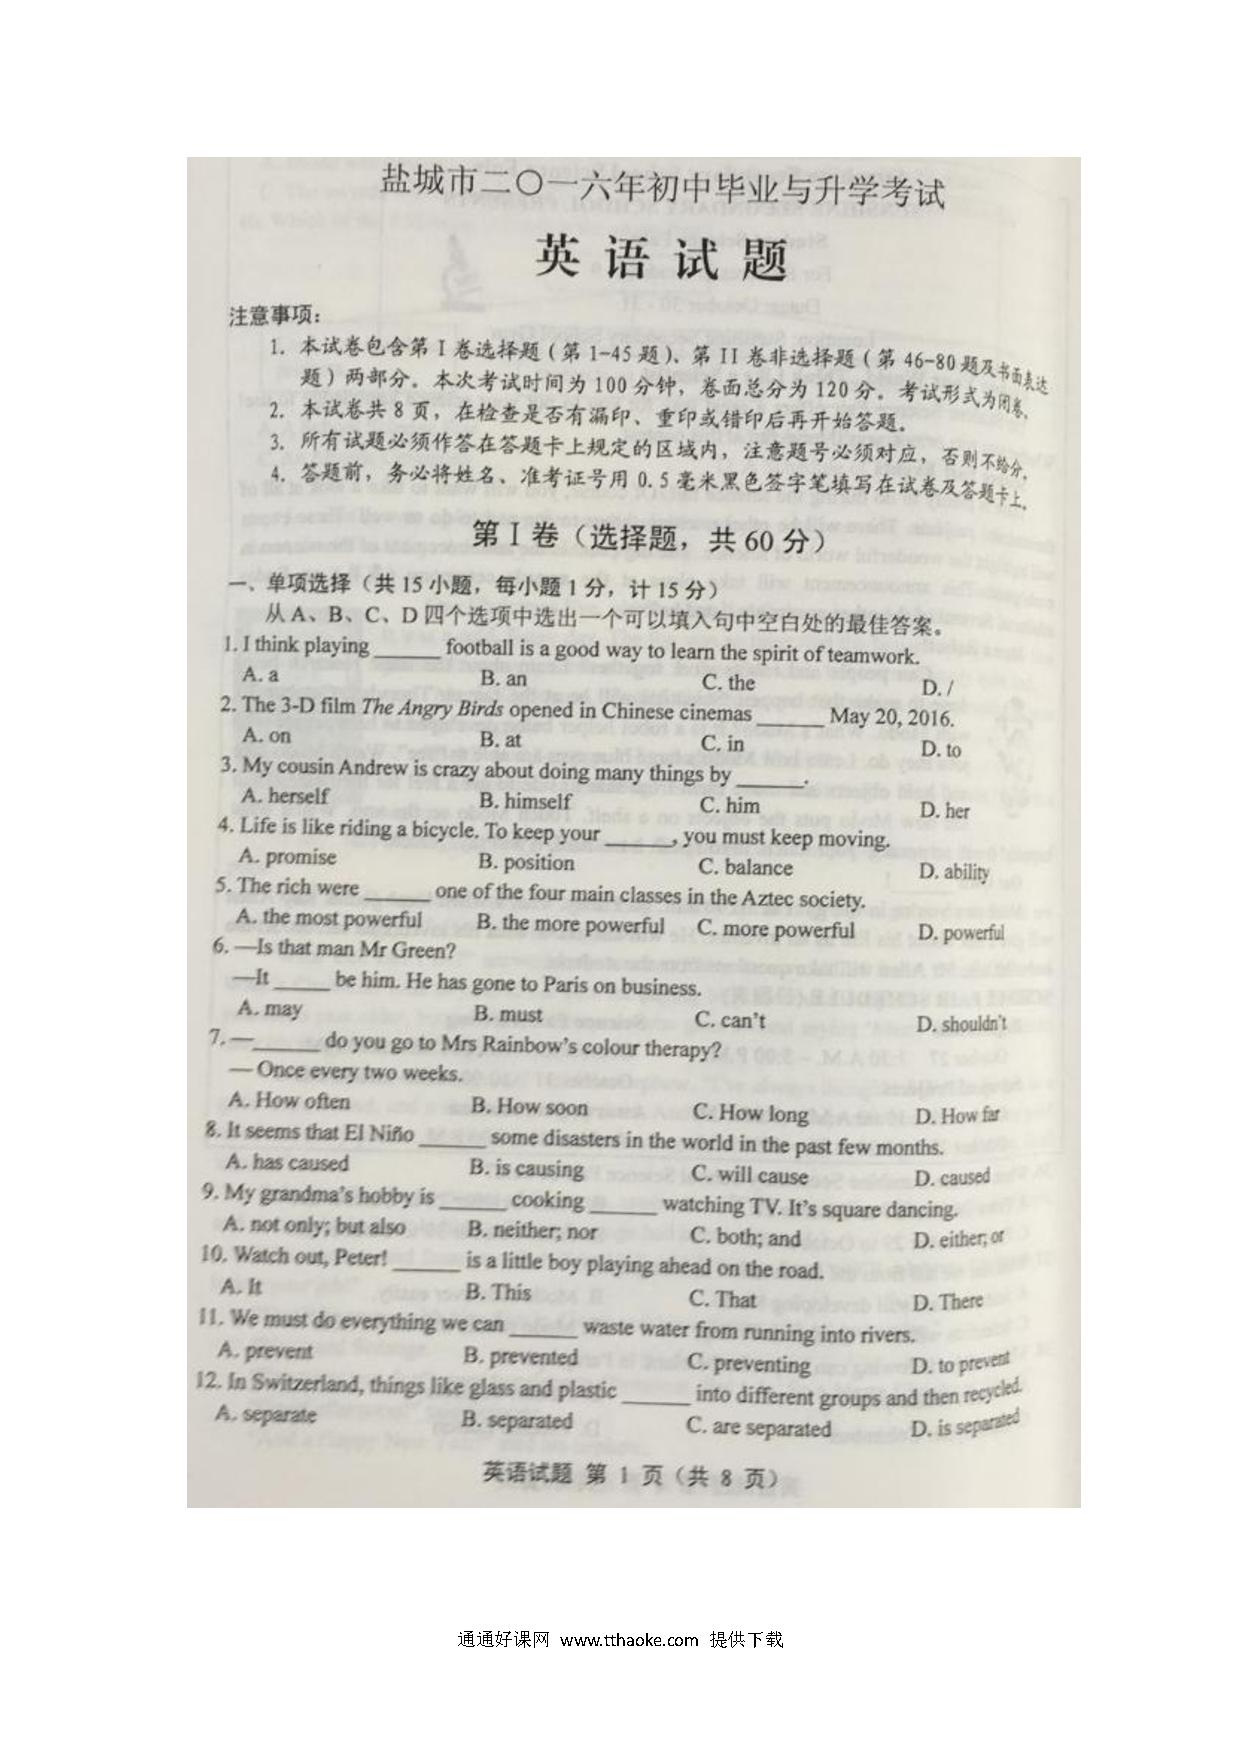 盐城市二〇一六年初中毕业与升学考试
英 语 试 题
注意事项：
1. 本试卷包含第 I 卷选择题（第 1-45 题）、第 II 卷非选择题（第 46-80 题及书面表达
题）两部分。本次考试时间为 100 分钟，卷面总分为 120 分。考试形式为闭卷。
2. 本试卷共 8 页，在检查是否有漏印、重印或错印后再开始答题。
3. 所有试题必须作答在答题卡上规定的区域内，注意题号必须对应，否则不给分。
4. 答题前，务必将姓名、准考证号用 0.5 毫米黑色签字笔填写在试卷及答题卡上。
第 I 卷（选择题，共 60 分）
一、单项选择（共 15 小题，每小题 1 分，计 15 分）
从 A、B、C、D 四个选项中选出一个可以填入句中空白处的最佳答案。
1. I think playing ______ football is a good way to learn the spirit of teamwork.
A. a B. an C. the D. /
2. The 3-D film The Angry Birds opened in Chinese cinemas ______ May 20, 2016.
A. on B. at C. in D. to
3. My cousin Andrew is crazy about doing many things by ______.
A. herself B. himself C. him D. her
4. Life is like riding a bicycle. To keep your ______, you must keep moving.
A. promise B. position C. balance D. ability
5. The rich were ______ one of the four main classes in the Aztec society.
A. the most powerful B. the more powerful C. more powerful D. powerful
6. —Is that man Mr Green?
—It _____ be him. He has gone to Paris on business.
A. may B. must C. can't D. shouldn't
7. —______ do you go to Mrs Rainbow's colour therapy?
— Once every two weeks.
A. How often B. How soon C. How long D. How far
8. It seems that El Niño ______ some disasters in the world in the past few months.
A. has caused B. is causing C. will cause D. caused
9. My grandma's hobby is ______ cooking ______ watching TV. It's square dancing.
A. not only; but also B. neither; nor C. both; and D. either; or
10. Watch out, Peter! ______ is a little boy playing ahead on the road.
A. It B. This C. That D. There
11. We must do everything we can ______ waste water from running into rivers.
A. prevent B. prevented C. preventing D. to prevent
12. In Switzerland, things like glass and plastic ______ into different groups and then recycled.
A. separate B. separated C. are separated D. is separated
英语试题 第 1 页（共 8 页）
通通好课网 www.tthaoke.com 提供下载